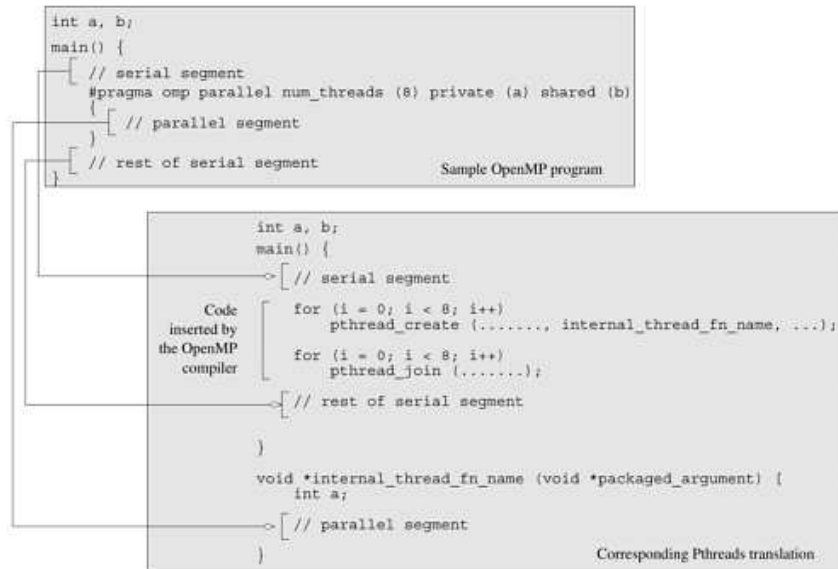 int a, b;
main() {
// serial segment
#pragma omp parallel num_threads (8) private (a) shared (b)
{
// parallel segment
}
// rest of serial segment
}
Sample OpenMP program
int a, b;
main() {
// serial segment
Code
inserted by
the OpenMP
compiler
for (i = 0; i < 8; i++)
pthread_create (......., internal_thread_fn_name, ...);
for (i = 0; i < 8; i++)
pthread_join (.......);
// rest of serial segment
}
void *internal_thread_fn_name (void *packaged_argument) [
int a;
// parallel segment
}
Corresponding Pthreads translation